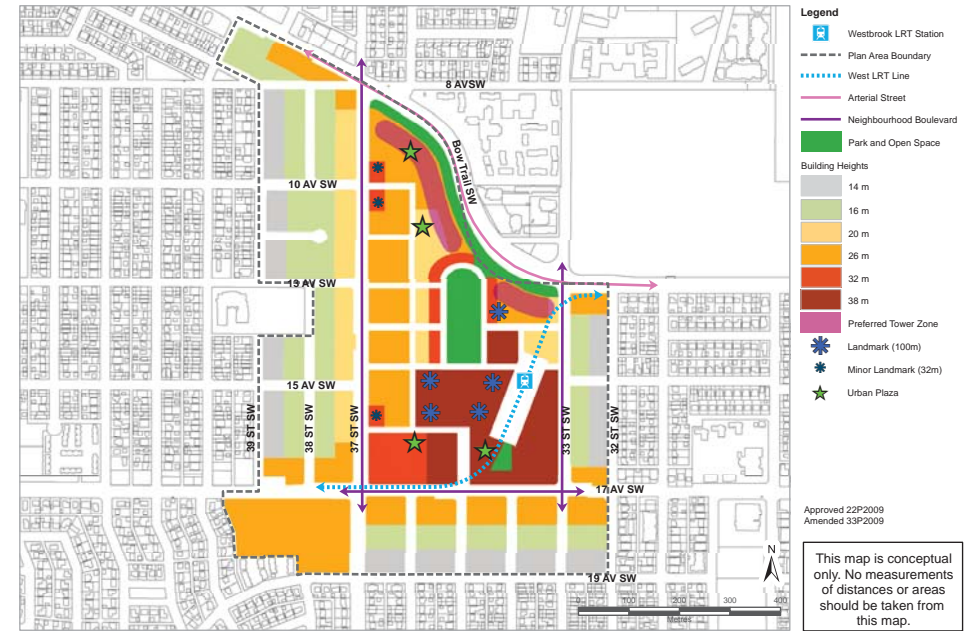 8 AVSW
Bow Trail SW
10 AV SW
13 AV SW
15 AV SW
39 ST SW
38 ST SW
37 ST SW
33 ST SW
32 ST SW
17 AV SW
19 AV SW
N
0 100 200 300 400
Metres
Legend
Westbrook LRT Station
Plan Area Boundary
West LRT Line
Arterial Street
Neighbourhood Boulevard
Park and Open Space
Building Heights
14 m
16 m
20 m
26 m
32 m
38 m
Preferred Tower Zone
Landmark (100m)
Minor Landmark (32m)
Urban Plaza
Approved 22P2009
Amended 33P2009
This map is conceptual
only. No measurements
of distances or areas
should be taken from
this map.